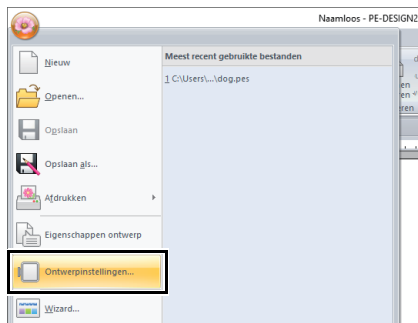 Naamloos - PE-DESIGN2
Nieuw
Openen...
Opslaan
Opslaan als...
Afdrukken
Eigenschappen ontwerp
Ontwerpinstellingen...
Wizard...
Meest recent gebruikte bestanden
1 C:\Users\...\dog.pes